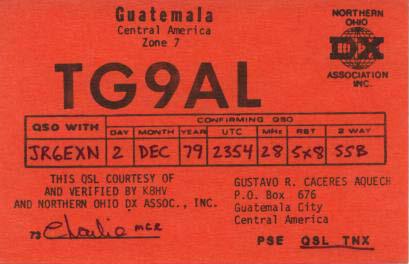 Guatemala
Central America
Zone 7
NORTHERN
OHIO
DX
ASSOCIATION
INC.
TG9AL
CONFIRMING QSO
QSO WITH DAY MONTH YEAR UTC MHz RST 2 WAY
JR6EXN 2 DEC 79 2354 28 5x8 SSB
THIS QSL COURTESY OF
AND VERIFIED BY K8HV
AND NORTHERN OHIO DX ASSOC., INC.
73 Charlie MGR
GUSTAVO R. CACERES AQUECH
P.O. Box 676
Guatemala City
Central America
PSE QSL TNX